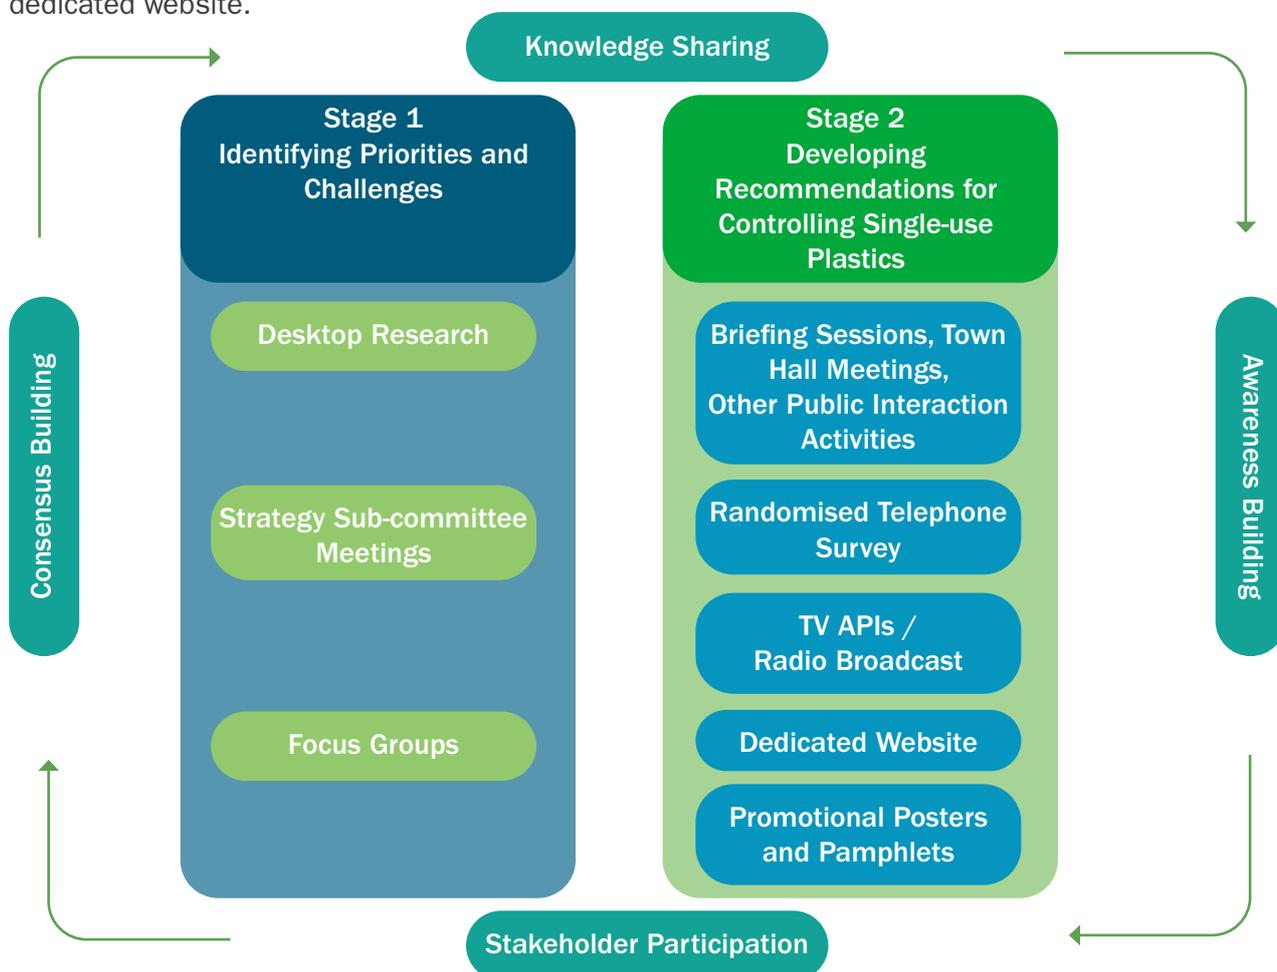 dedicated website.
Knowledge Sharing
Stage 1
Identifying Priorities and
Challenges
Desktop Research
Strategy Sub-committee
Meetings
Focus Groups
Stage 2
Developing
Recommendations for
Controlling Single-use
Plastics
Briefing Sessions, Town
Hall Meetings,
Other Public Interaction
Activities
Randomised Telephone
Survey
TV APIs /
Radio Broadcast
Dedicated Website
Promotional Posters
and Pamphlets
Consensus Building
Awareness Building
Stakeholder Participation